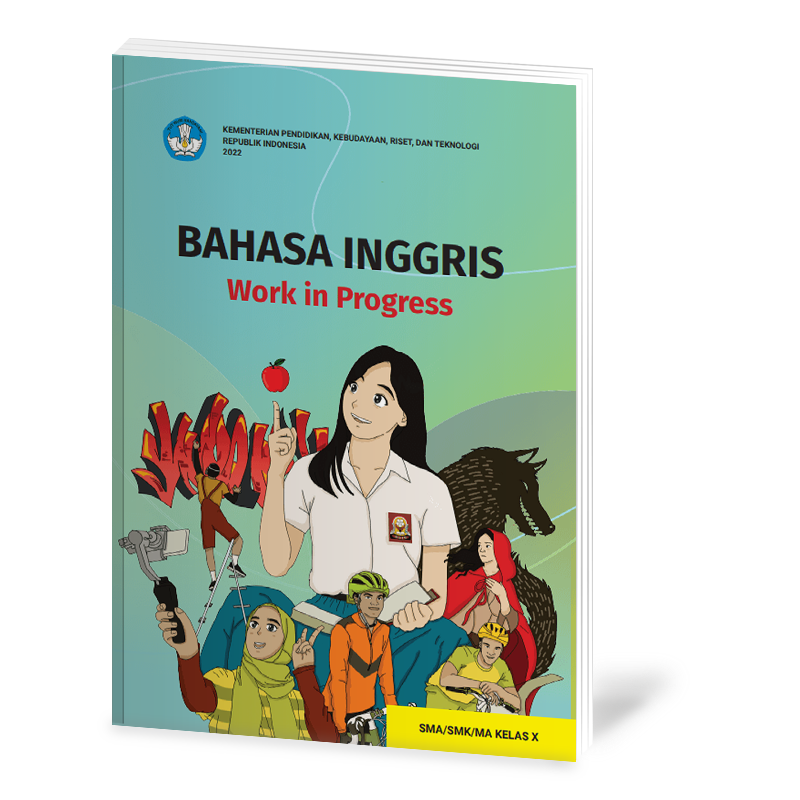 KEMENTERIAN PENDIDIKAN, KEBUDAYAAN, RISET, DAN TEKNOLOGI
REPUBLIK INDONESIA
2022
BAHASA INGGRIS
Work in Progress
SMA/SMK/MA KELAS X